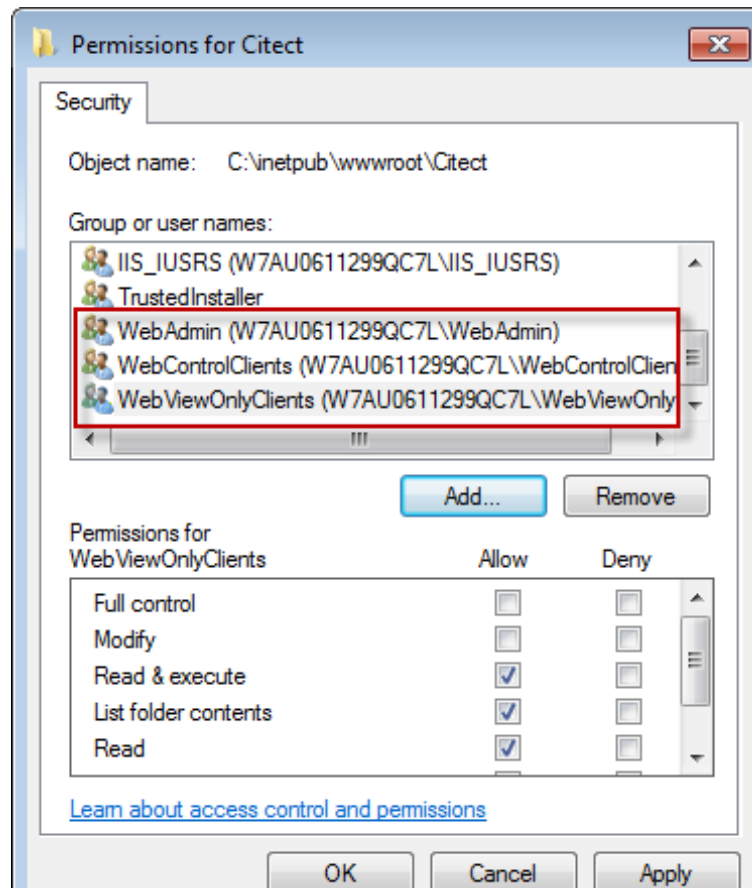 Permissions for Citect
Security
Object name: C:\inetpub\wwwroot\Citect
Group or user names:
IIS_IUSRS (W7AU0611299QC7L\IIS_IUSRS)
TrustedInstaller
WebAdmin (W7AU0611299QC7L\WebAdmin)
WebControlClients (W7AU0611299QC7L\WebControlClien
WebViewOnlyClients (W7AU0611299QC7L\WebViewOnly
Add... Remove
Permissions for
WebViewOnlyClients Allow Deny
Full control
Modify
Read & execute
List folder contents
Read
Learn about access control and permissions
OK Cancel Apply